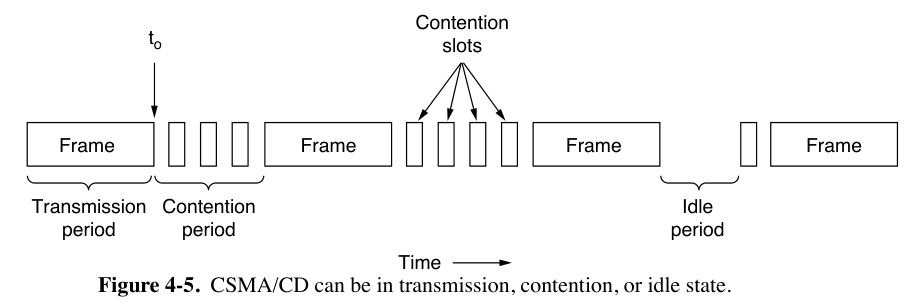 Contention
slots
to
Frame
Frame
Frame
Frame
Transmission
period
Contention
period
Idle
period
Time
Figure 4-5. CSMA/CD can be in transmission, contention, or idle state.